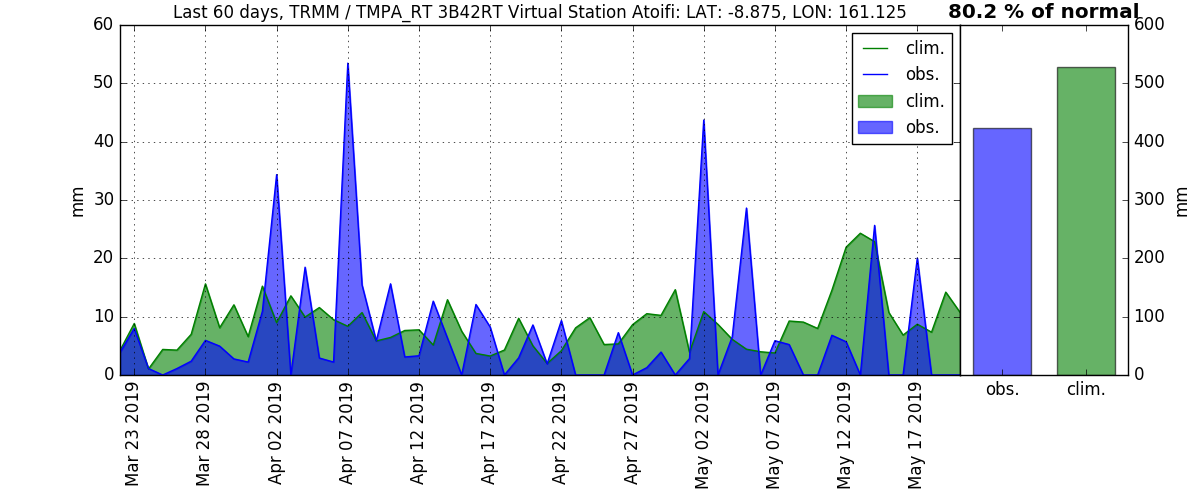 Last 60 days, TRMM / TMPA_RT 3B42RT Virtual Station Atoifi: LAT: -8.875, LON: 161.125
80.2 % of normal
60
50
40
30
20
10
0
mm
clim.
obs.
clim.
obs.
Mar 23 2019
Mar 28 2019
Apr 02 2019
Apr 07 2019
Apr 12 2019
Apr 17 2019
Apr 22 2019
Apr 27 2019
May 02 2019
May 07 2019
May 12 2019
May 17 2019
600
500
400
300
200
100
0
mm
obs.
clim.